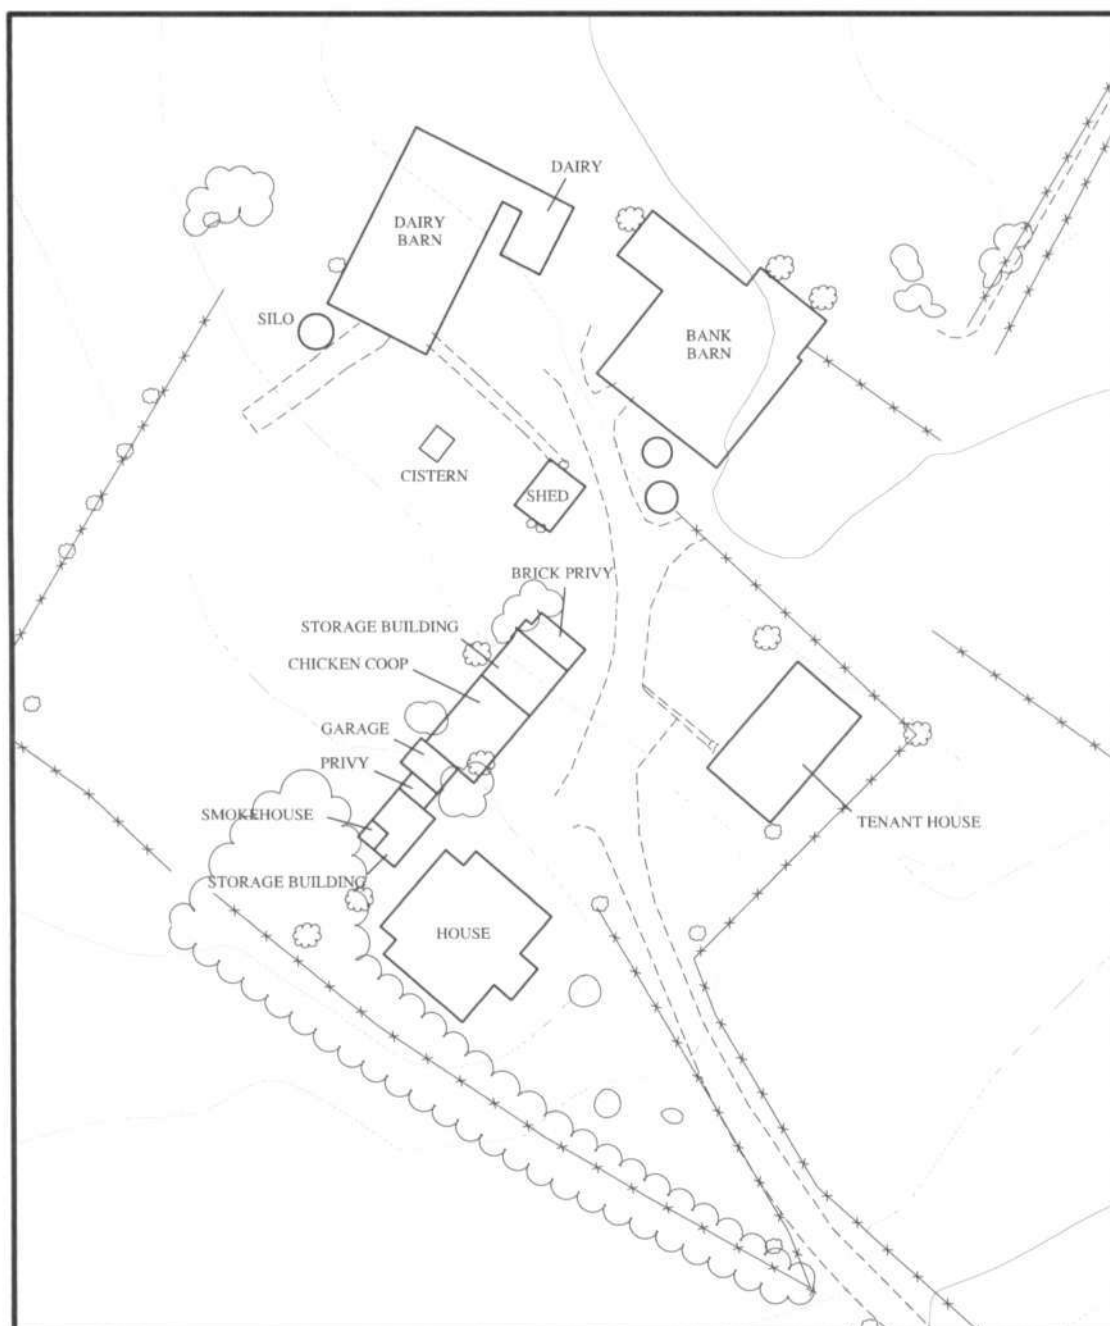 DAIRY
DAIRY
BARN
SILO
BANK
BARN
CISTERN
SHED
BRICK PRIVY
STORAGE BUILDING
CHICKEN COOP
GARAGE
PRIVY
SMOKEHOUSE
TENANT HOUSE
STORAGE BUILDING
HOUSE